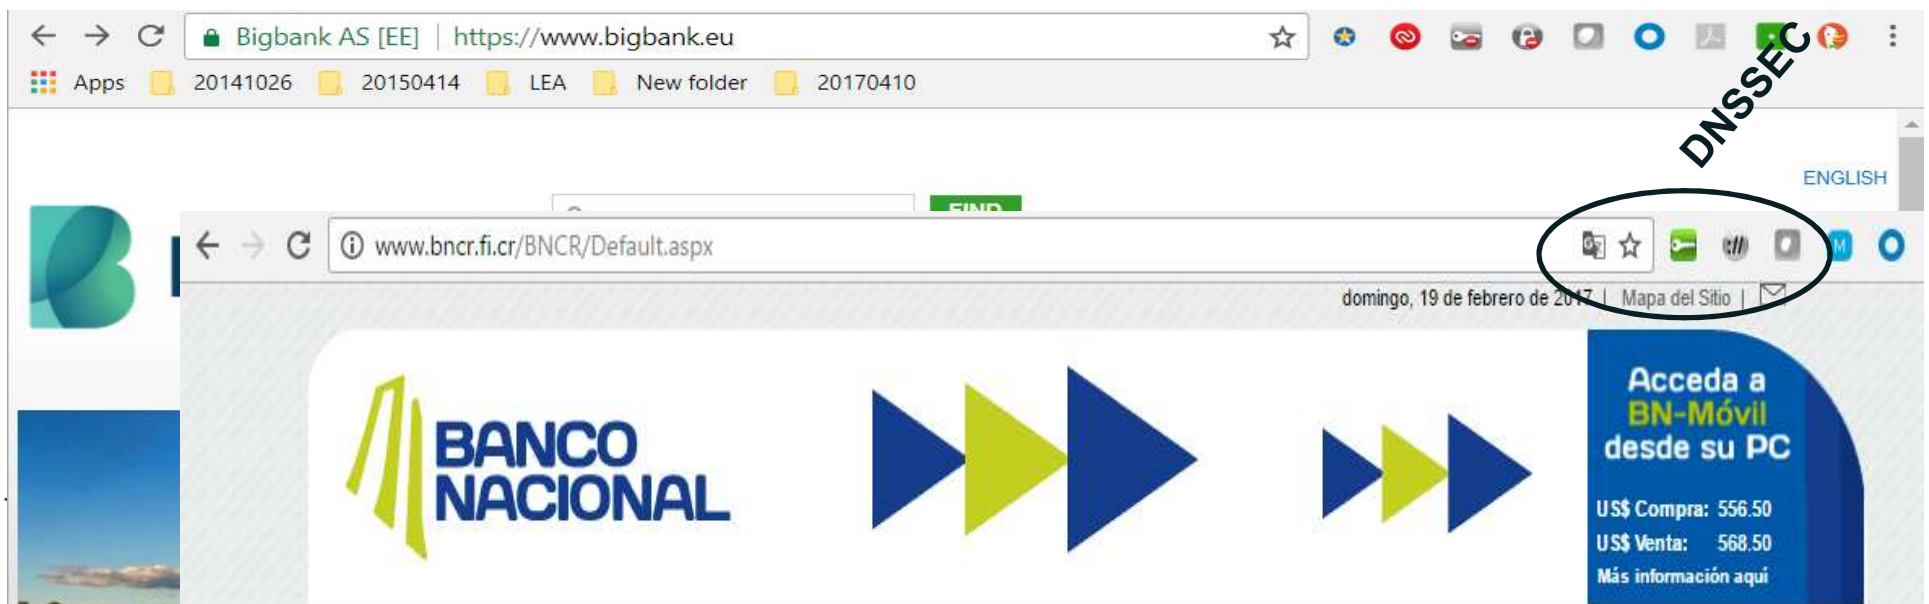 Bigbank AS [EE] | https://www.bigbank.eu
Apps 20141026 20150414 LEA New folder 20170410
DNSSEC
ENGLISH
FIND
www.bncr.fi.cr/BNCR/Default.aspx
M
domingo, 19 de febrero de 2017 | Mapa del Sitio |
BANCO
NACIONAL
Acceda a
BN-Móvil
desde su PC
US$ Compra: 556.50
US$ Venta: 568.50
Más información aquí